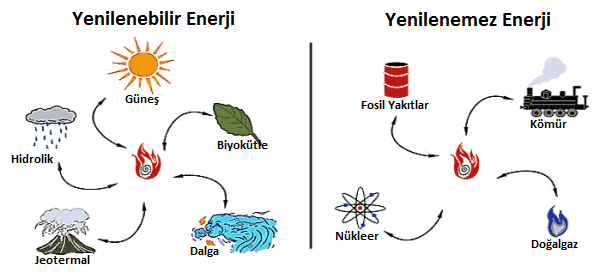 Yenilenebilir Enerji
Güneş
Biyokütle
Hidrolik
Jeotermal
Dalga
Yenilenemez Enerji
Fosil Yakıtlar
Kömür
Nükleer
Doğalgaz